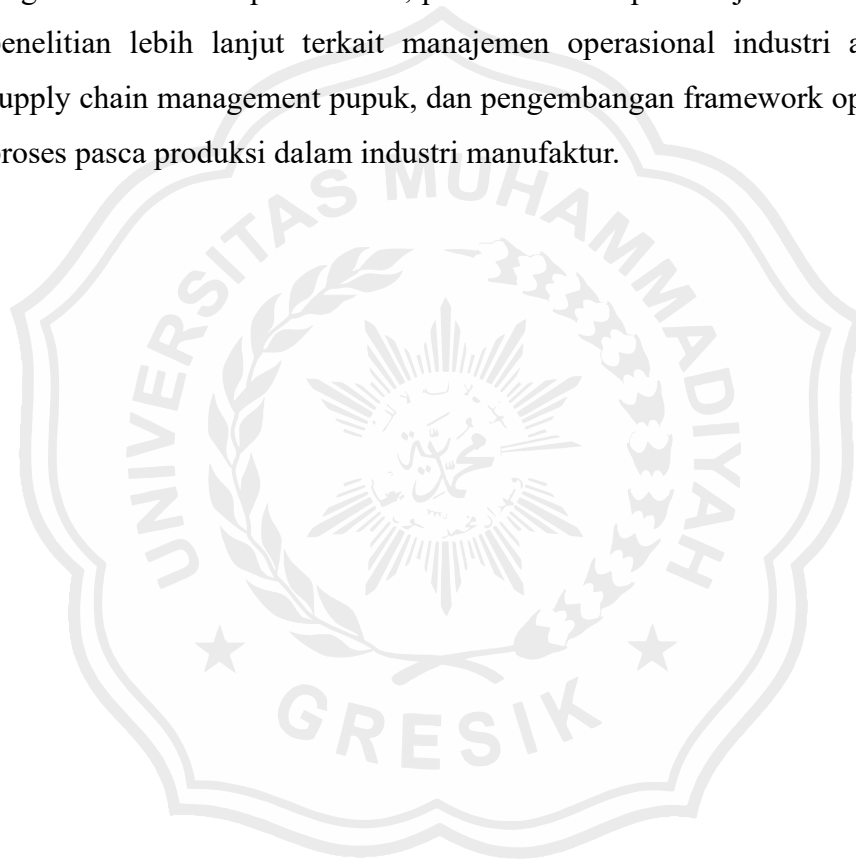 penelitian lebih lanjut terkait manajemen operasional industri
supply chain management pupuk, dan pengembangan framework
proses pasca produksi dalam industri manufaktur.
UNIVERSITAS MUHAMMADIYAH
محمدية
GRESIK